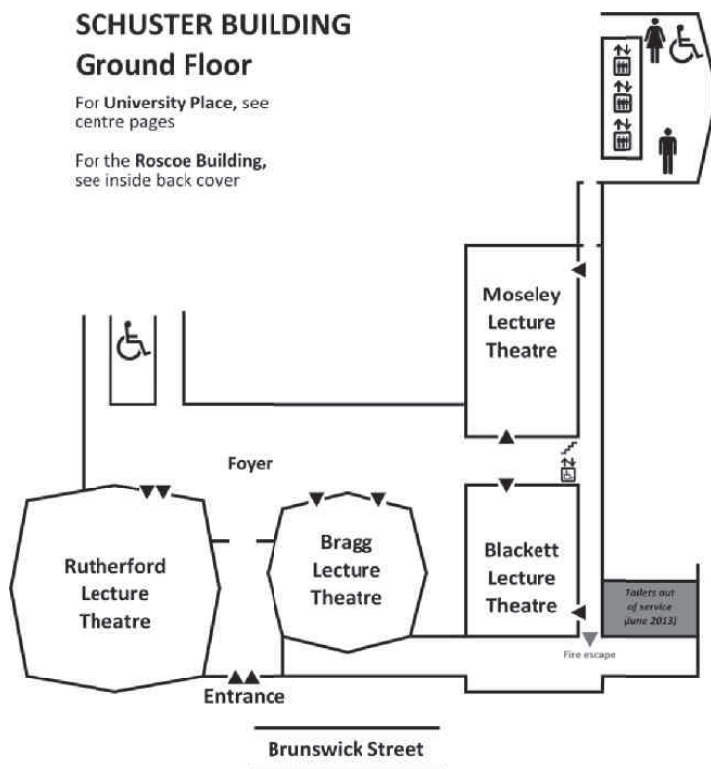 SCHUSTER BUILDING
Ground Floor
For University Place, see
centre pages
For the Roscoe Building,
see inside back cover
Moseley
Lecture
Theatre
Foyer
Rutherford
Lecture
Theatre
Bragg
Lecture
Theatre
Blackett
Lecture
Theatre
Toilets out
of service
(June 2013)
Fire escape
Entrance
Brunswick Street